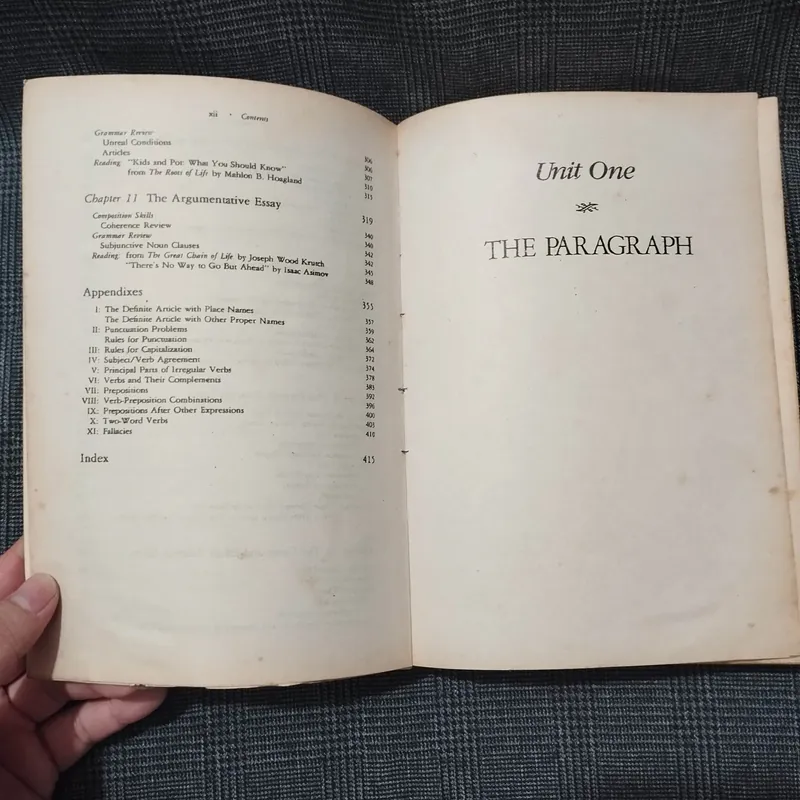 xii • Contents
Grammar Review 306
Unreal Conditions 306
Articles 307
Reading: "Kids and Pot: What You Should Know" 310
from The Roots of Life by Mahlon B. Hoagland 311
Chapter 11 The Argumentative Essay 319
Composition Skills 340
Coherence Review 340
Grammar Review 342
Subjunctive Noun Clauses 342
Reading: from The Great Chain of Life by Joseph Wood Krutch 345
"There's No Way to Go But Ahead" by Isaac Asimov 348
Appendixes 355
I: The Definite Article with Place Names 357
The Definite Article with Other Proper Names 359
II: Punctuation Problems 362
Rules for Punctuation 364
III: Rules for Capitalization 372
IV: Subject/Verb Agreement 374
V: Principal Parts of Irregular Verbs 378
VI: Verbs and Their Complements 383
VII: Prepositions 392
VIII: Verb-Preposition Combinations 396
IX: Prepositions After Other Expressions 400
X: Two-Word Verbs 403
XI: Fallacies 410
Index 415
Unit One
THE PARAGRAPH